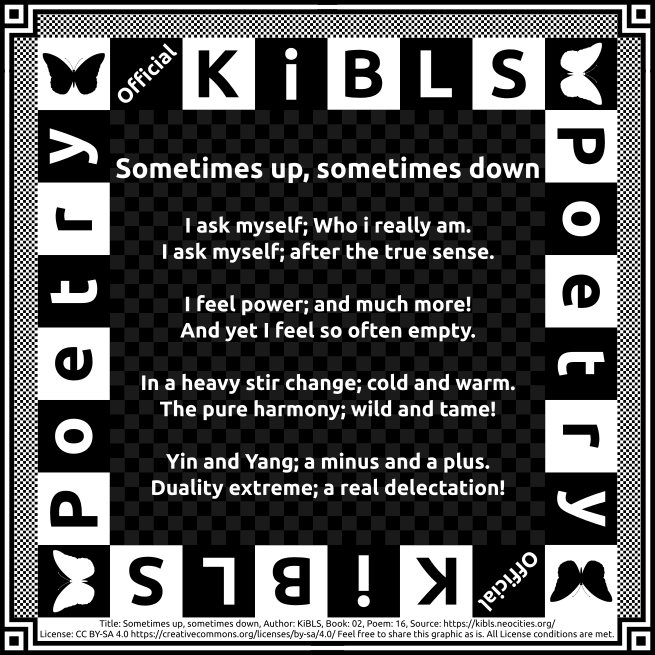 Official KiBLS
Poetry
Poetry
Sometimes up, sometimes down
I ask myself; Who i really am.
I ask myself; after the true sense.
I feel power; and much more!
And yet I feel so often empty.
In a heavy stir change; cold and warm.
The pure harmony; wild and tame!
Yin and Yang; a minus and a plus.
Duality extreme; a real delectation!
Official KiBLS
Title: Sometimes up, sometimes down, Author: KiBLS, Book: 02, Poem: 16, Source: https://kibls.neocities.org/
License: CC BY-SA 4.0 https://creativecommons.org/licenses/by-sa/4.0/ Feel free to share this graphic as is. All License conditions are met.